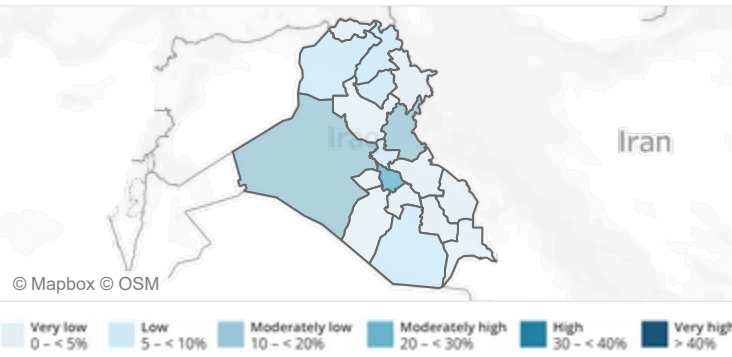 Iraq
Iran
© Mapbox © OSM
Very low
0 – < 5%
Low
5 – < 10%
Moderately low
10 – < 20%
Moderately high
20 – < 30%
High
30 – < 40%
Very high
> 40%